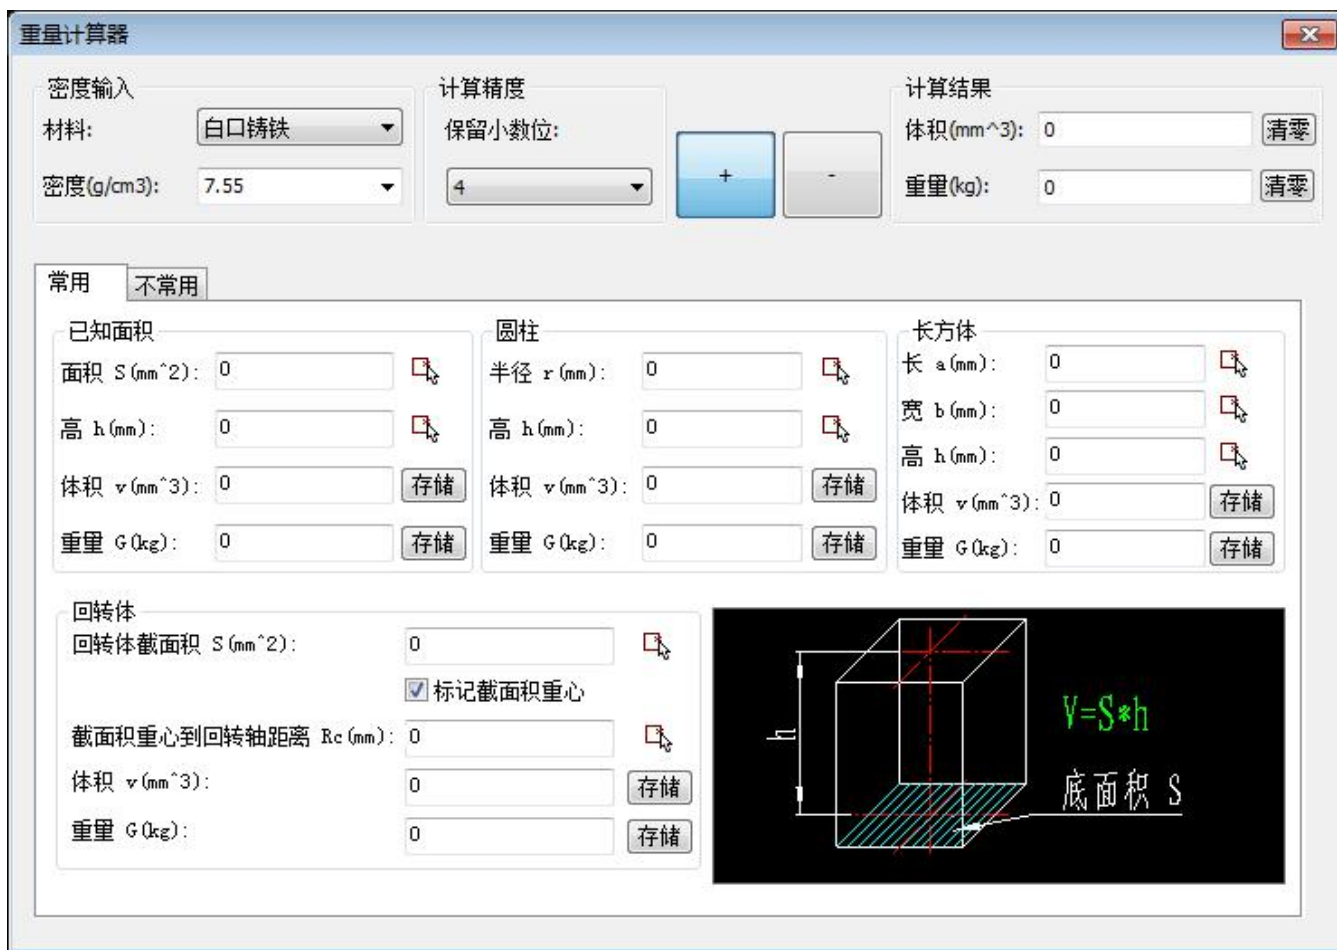 重量计算器
密度输入
材料: 白口铸铁
密度(g/cm3): 7.55
计算精度
保留小数位:
4
+
-
计算结果
体积(mm^3): 0 清零
重量(kg): 0 清零
常用 不常用
已知面积
面积 S(mm^2): 0
高 h(mm): 0
体积 v(mm^3): 0 存储
重量 G(kg): 0 存储
圆柱
半径 r(mm): 0
高 h(mm): 0
体积 v(mm^3): 0 存储
重量 G(kg): 0 存储
长方体
长 a(mm): 0
宽 b(mm): 0
高 h(mm): 0
体积 v(mm^3): 0 存储
重量 G(kg): 0 存储
回转体
回转体截面积 S(mm^2): 0
标记截面积重心
截面积重心到回转轴距离 Rc(mm): 0
体积 v(mm^3): 0 存储
重量 G(kg): 0 存储
h
V=S*h
底面积 S